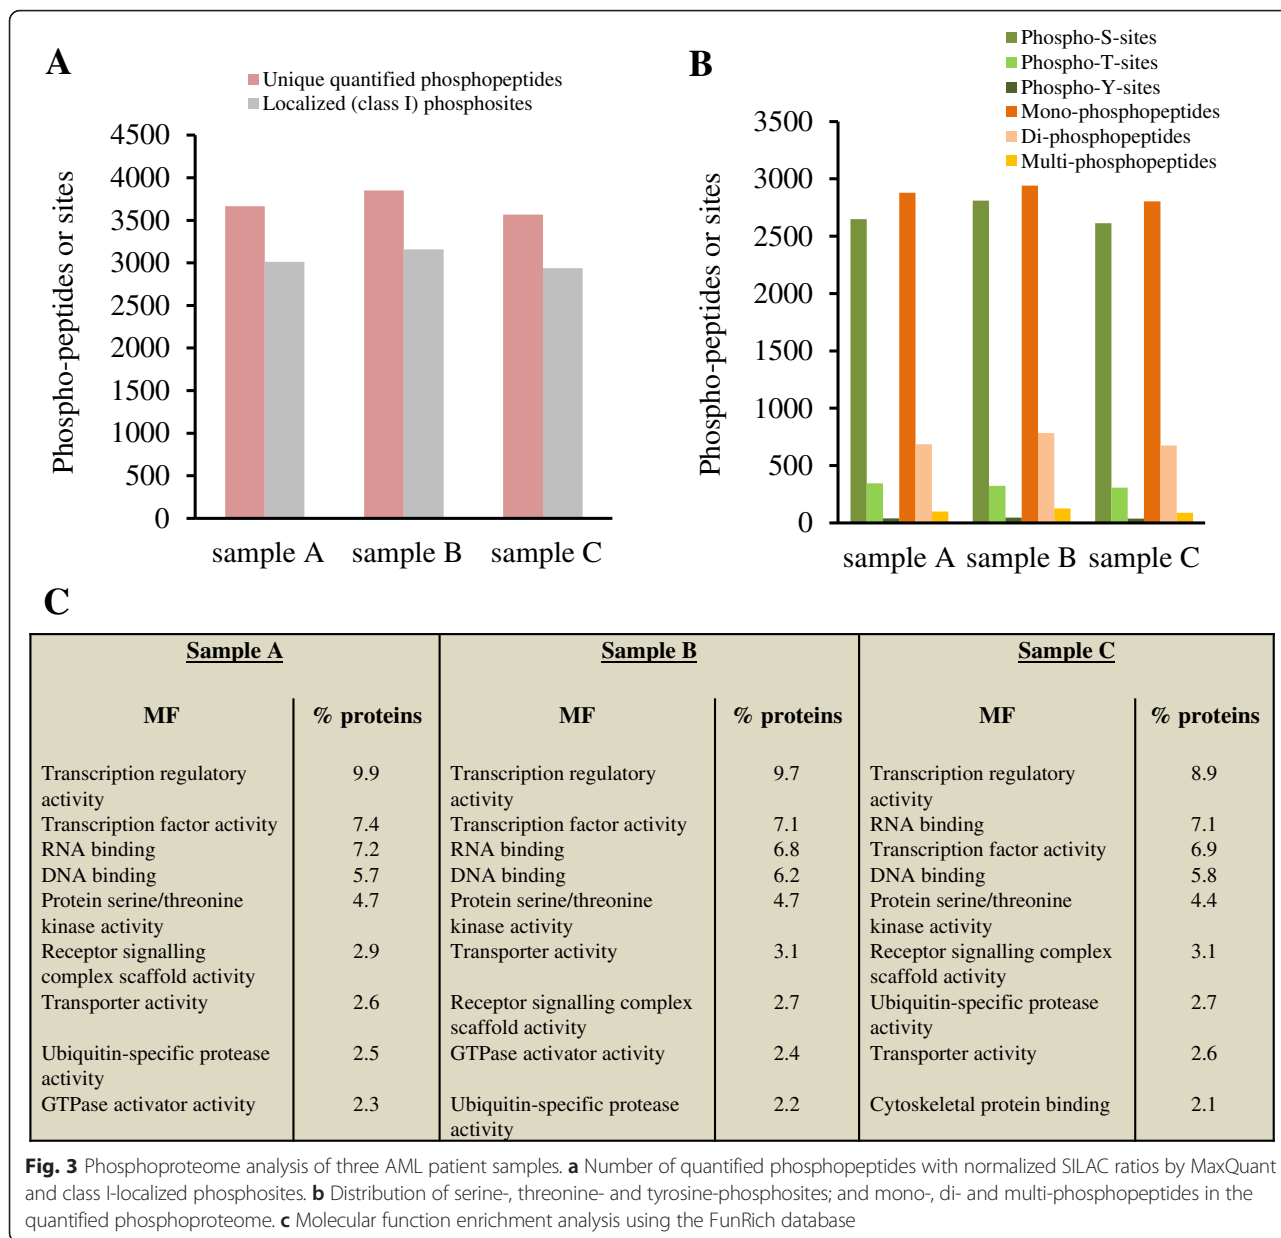 A
Unique quantified phosphopeptides
Localized (class I) phosphosites
Phospho-peptides or sites
4500
4000
3500
3000
2500
2000
1500
1000
500
0
sample A sample B sample C
B
Phospho-S-sites
Phospho-T-sites
Phospho-Y-sites
Mono-phosphopeptides
Di-phosphopeptides
Multi-phosphopeptides
Phospho-peptides or sites
3500
3000
2500
2000
1500
1000
500
0
sample A sample B sample C
C
Sample A Sample B Sample C
MF % proteins MF % proteins MF % proteins
Transcription regulatory 9.9 Transcription regulatory 9.7 Transcription regulatory 8.9
activity activity activity
Transcription factor activity 7.4 Transcription factor activity 7.1 RNA binding 7.1
RNA binding 7.2 RNA binding 6.8 Transcription factor activity 6.9
DNA binding 5.7 DNA binding 6.2 DNA binding 5.8
Protein serine/threonine 4.7 Protein serine/threonine 4.7 Protein serine/threonine 4.4
kinase activity kinase activity kinase activity
Receptor signalling 2.9 Transporter activity 3.1 Receptor signalling complex 3.1
complex scaffold activity scaffold activity
Transporter activity 2.6 Receptor signalling complex 2.7 Ubiquitin-specific protease 2.7
scaffold activity activity
Ubiquitin-specific protease 2.5 GTPase activator activity 2.4 Transporter activity 2.6
activity
GTPase activator activity 2.3 Ubiquitin-specific protease 2.2 Cytoskeletal protein binding 2.1
activity
Fig. 3 Phosphoproteome analysis of three AML patient samples. a Number of quantified phosphopeptides with normalized SILAC ratios by MaxQuant
and class I-localized phosphosites. b Distribution of serine-, threonine- and tyrosine-phosphosites; and mono-, di- and multi-phosphopeptides in the
quantified phosphoproteome. c Molecular function enrichment analysis using the FunRich database